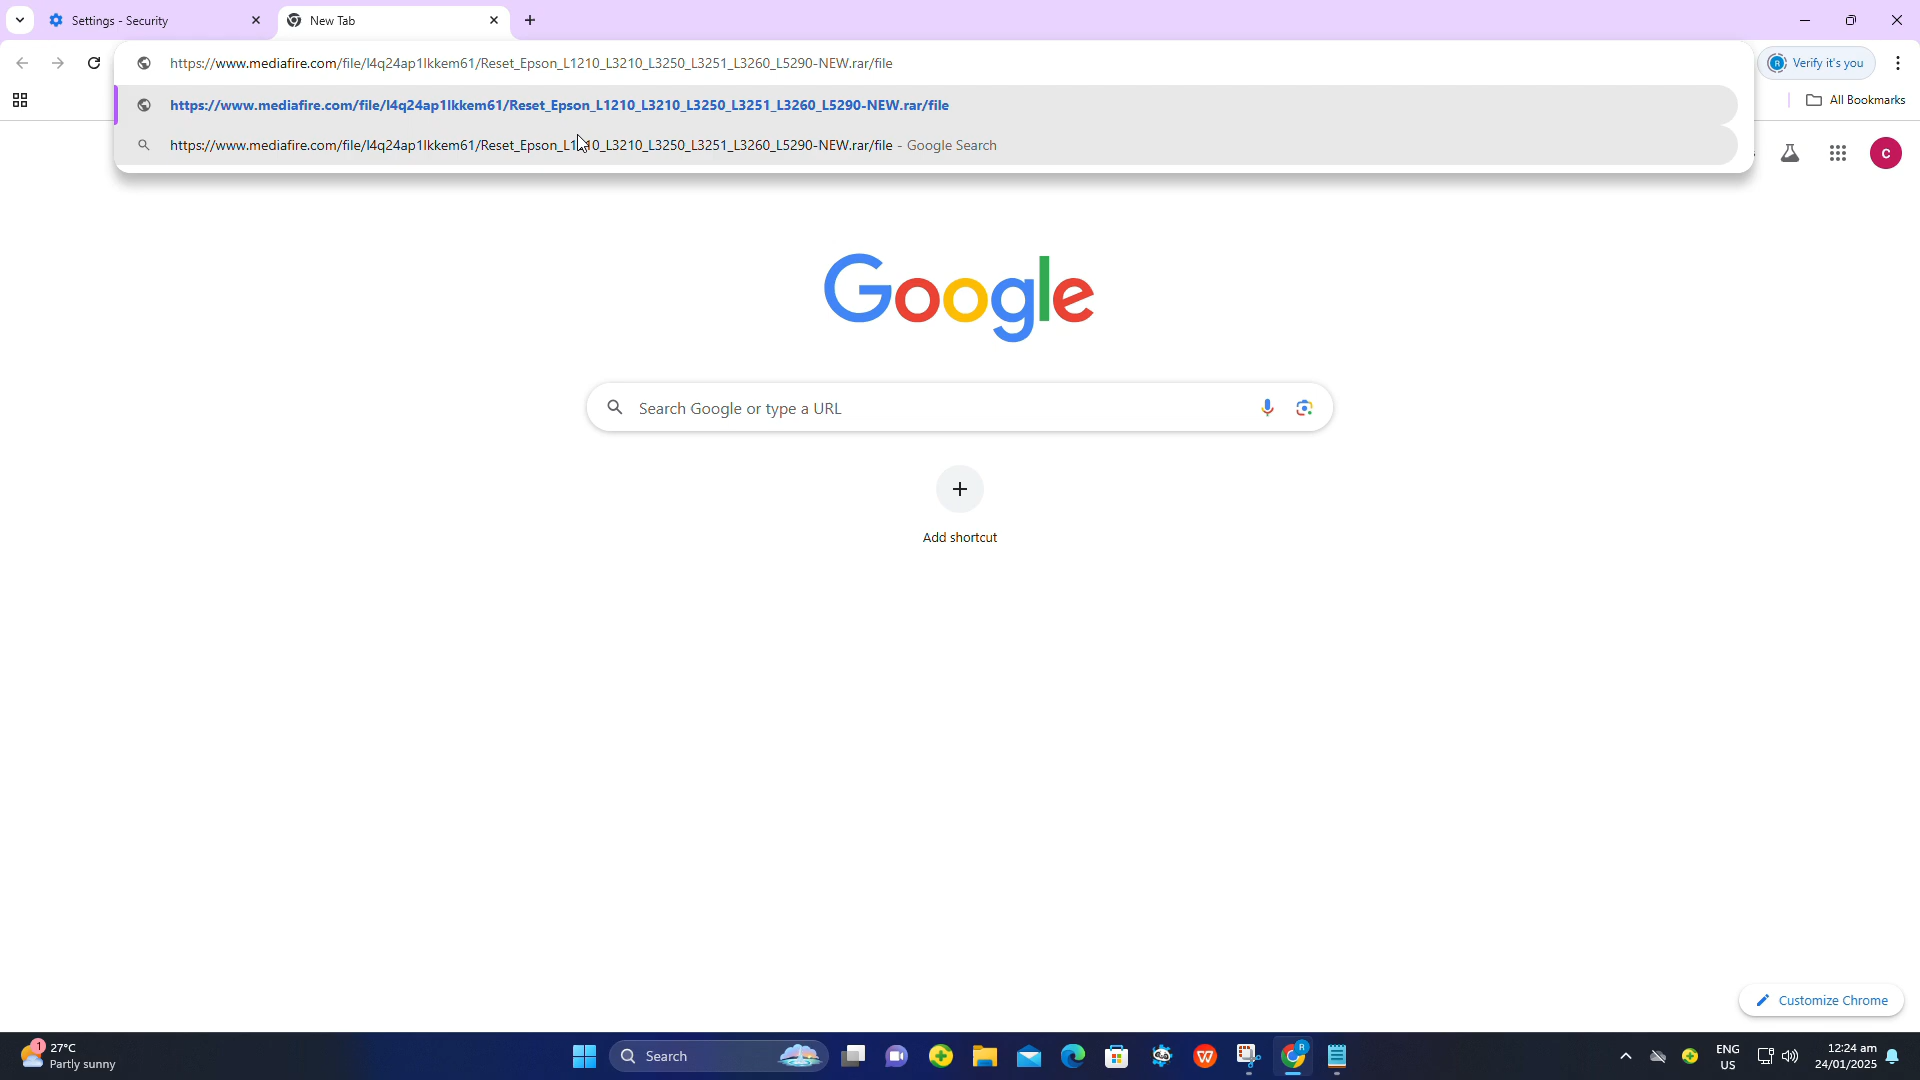 Settings - Security
New Tab
https://www.mediafire.com/file/l4q24ap1lkkem61/Reset_Epson_L1210_L3210_L3250_L3251_L3260_L5290-NEW.rar/file
Verify it's you
https://www.mediafire.com/file/l4q24ap1lkkem61/Reset_Epson_L1210_L3210_L3250_L3251_L3260_L5290-NEW.rar/file
All Bookmarks
https://www.mediafire.com/file/l4q24ap1lkkem61/Reset_Epson_L1210_L3210_L3250_L3251_L3260_L5290-NEW.rar/file - Google Search
C
Google
Search Google or type a URL
Add shortcut
Customize Chrome
1
27°C
Partly sunny
Search
ENG
US
12:24 am
24/01/2025